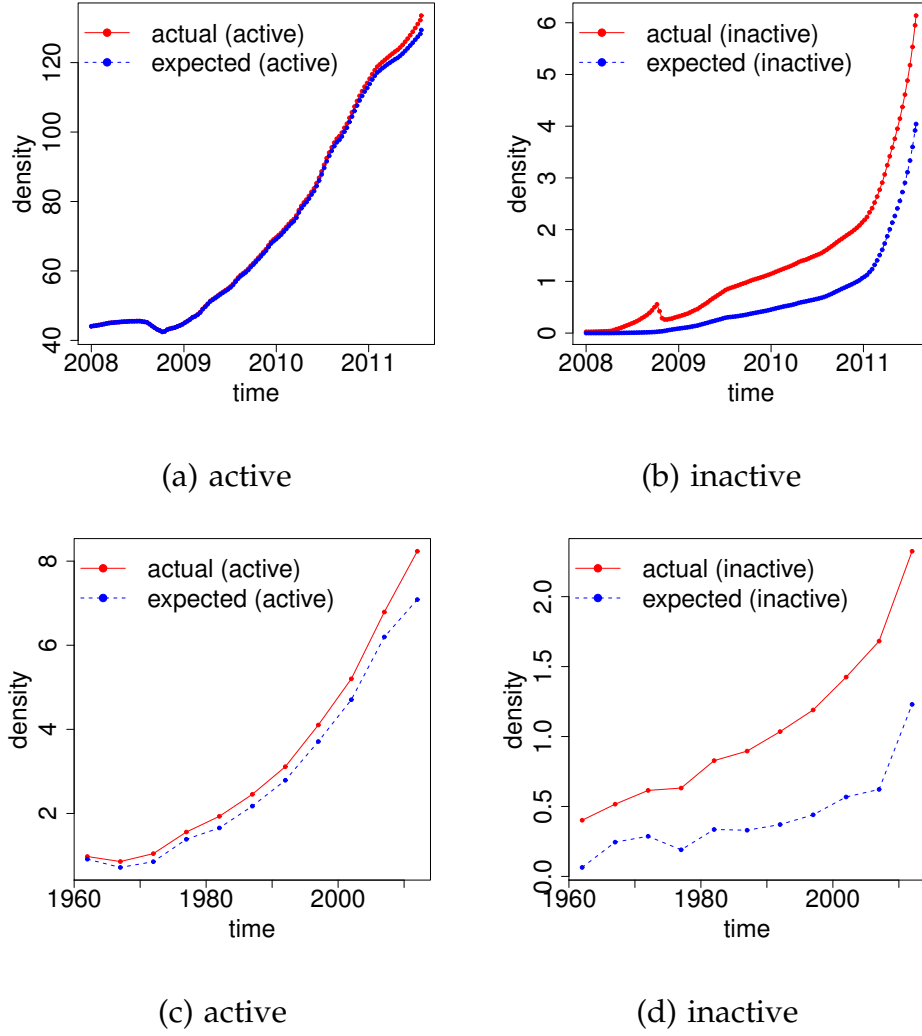 actual (active)
expected (active)
density
40 60 80 100 120
2008 2009 2010 2011
time
(a) active
actual (inactive)
expected (inactive)
density
0 1 2 3 4 5 6
2008 2009 2010 2011
time
(b) inactive
actual (active)
expected (active)
density
2 4 6 8
1960 1980 2000
time
(c) active
actual (inactive)
expected (inactive)
density
0.0 0.5 1.0 1.5 2.0
1960 1980 2000
time
(d) inactive